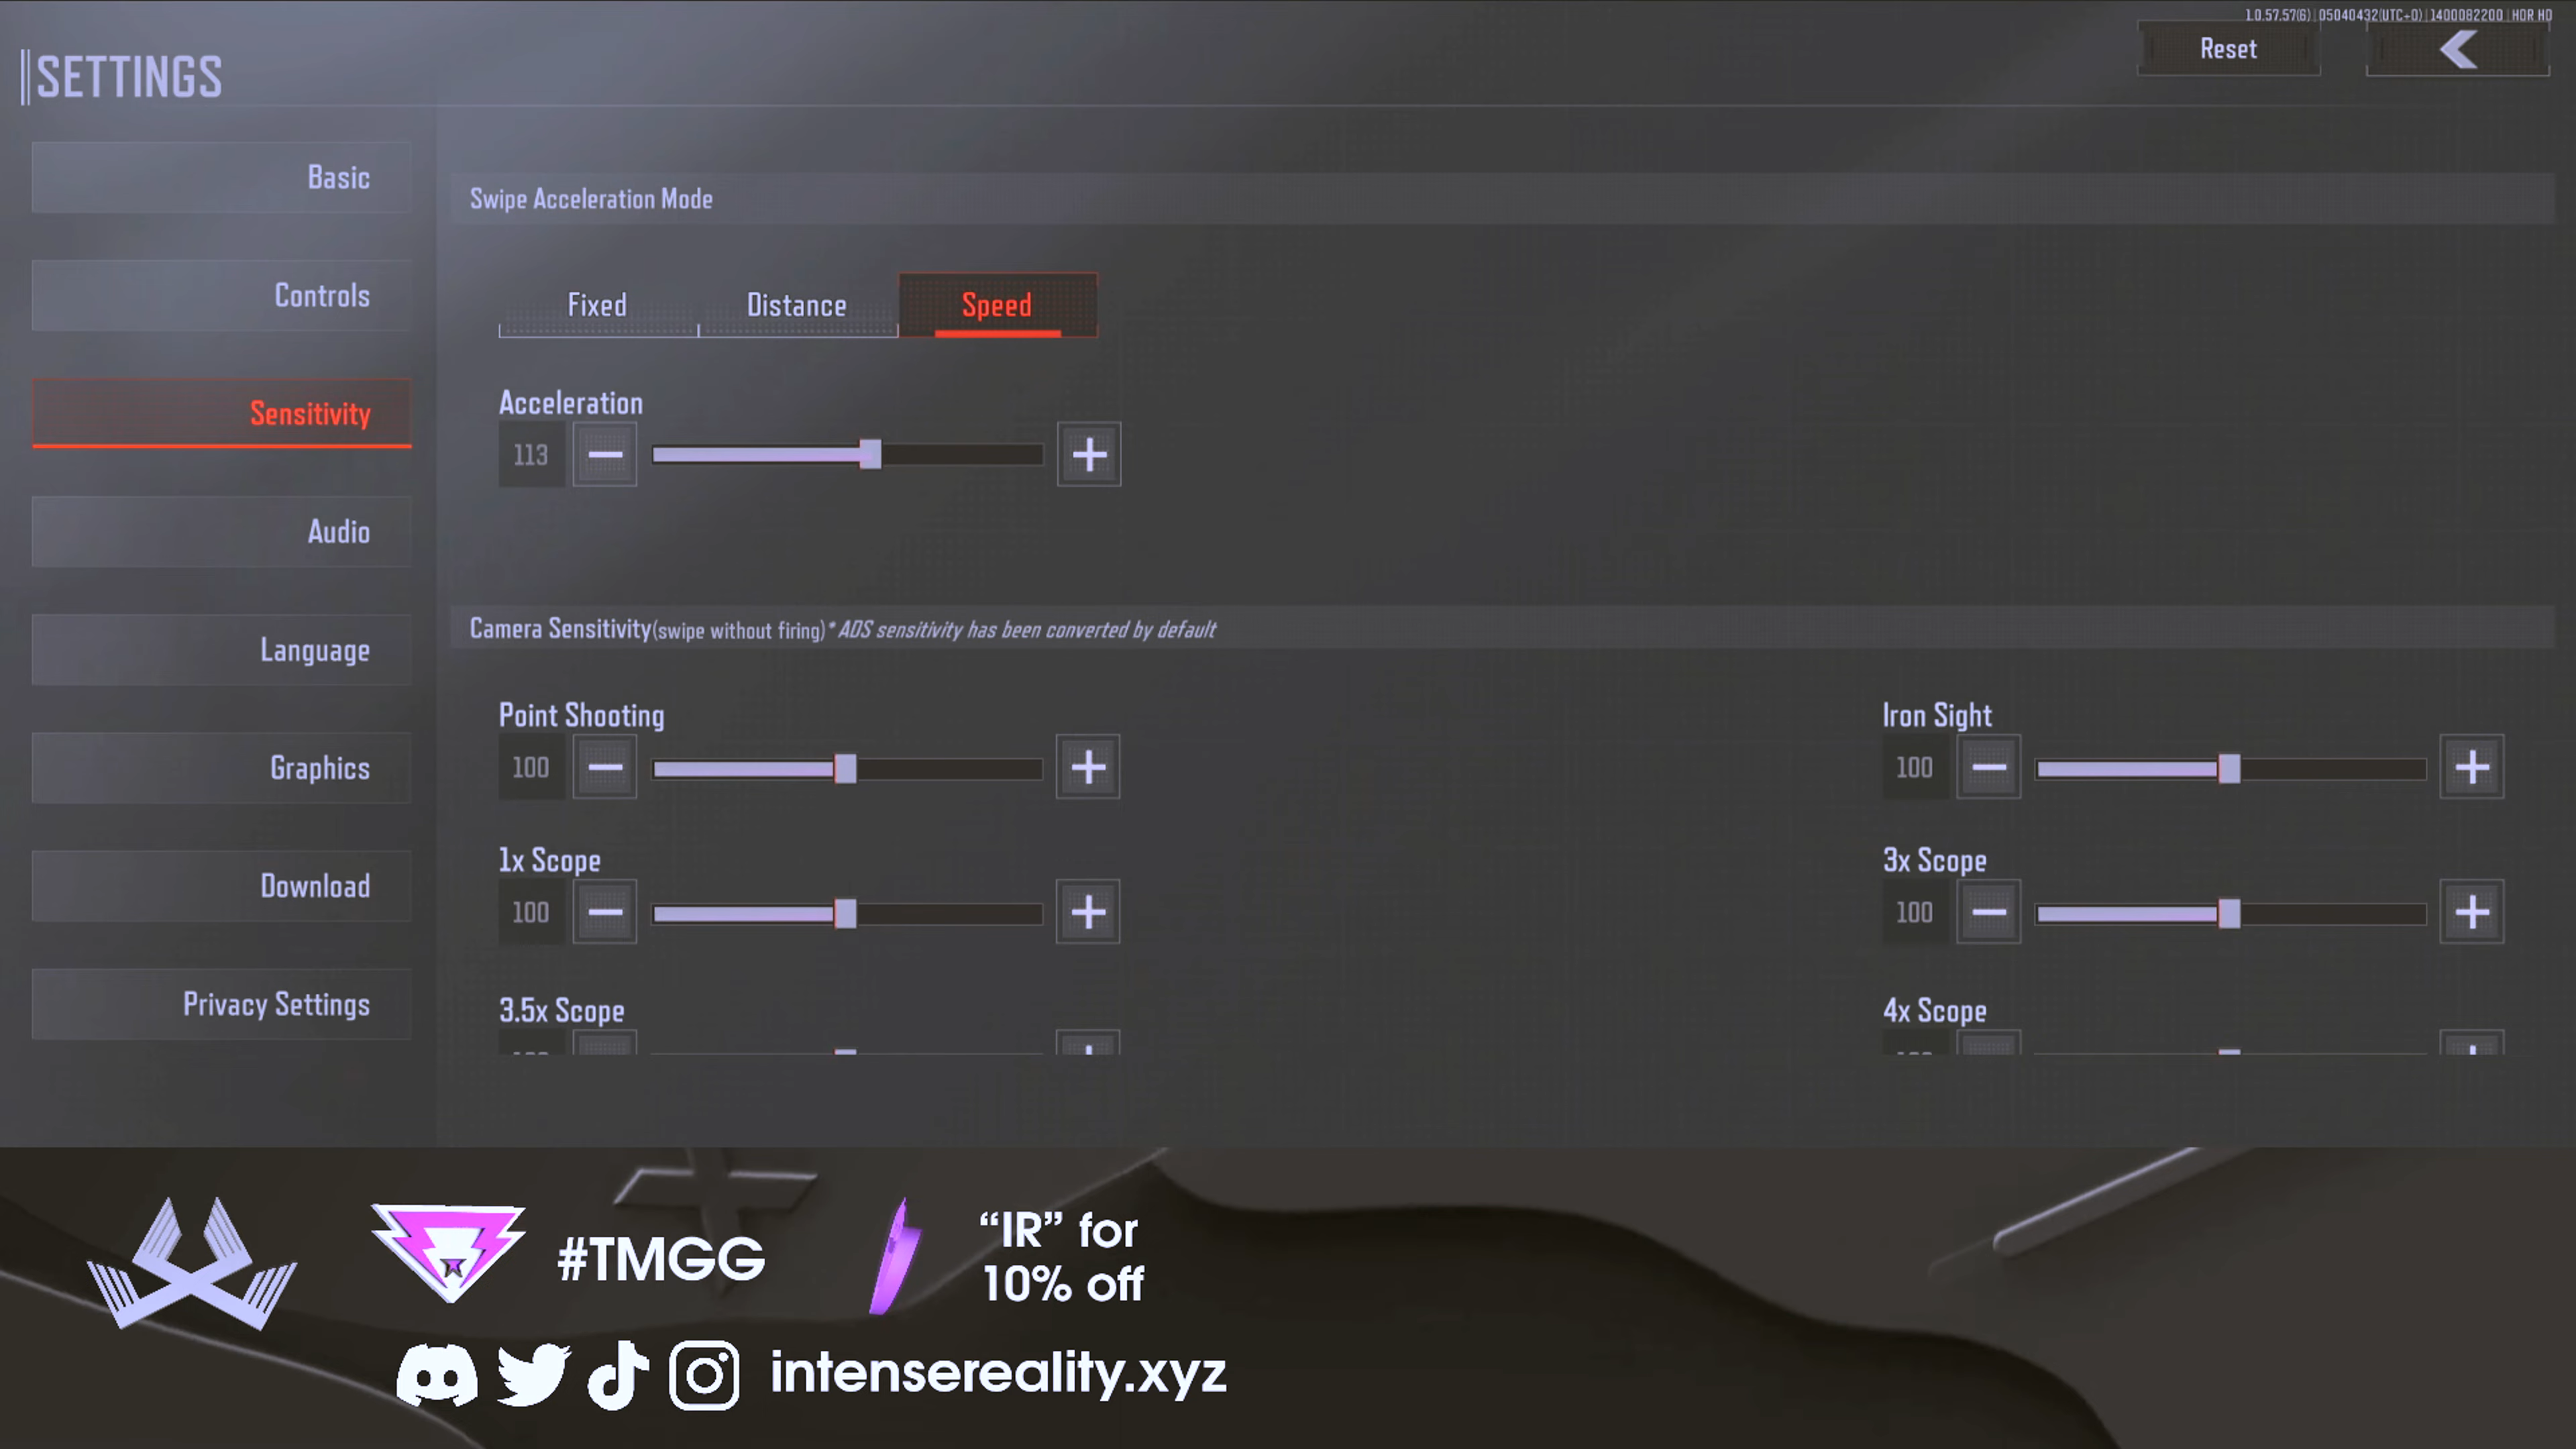 1.0.57.57(6) | 05040432(UTC+0) | 1400082200 | HDR HD
SETTINGS
Reset
Basic
Controls
Sensitivity
Audio
Language
Graphics
Download
Privacy Settings
Swipe Acceleration Mode
Fixed Distance Speed
Acceleration
113
Camera Sensitivity(swipe without firing)* ADS sensitivity has been converted by default
Point Shooting Iron Sight
100 100
1x Scope 3x Scope
100 100
3.5x Scope 4x Scope
#TMGG
“IR” for
10% off
intensereality.xyz